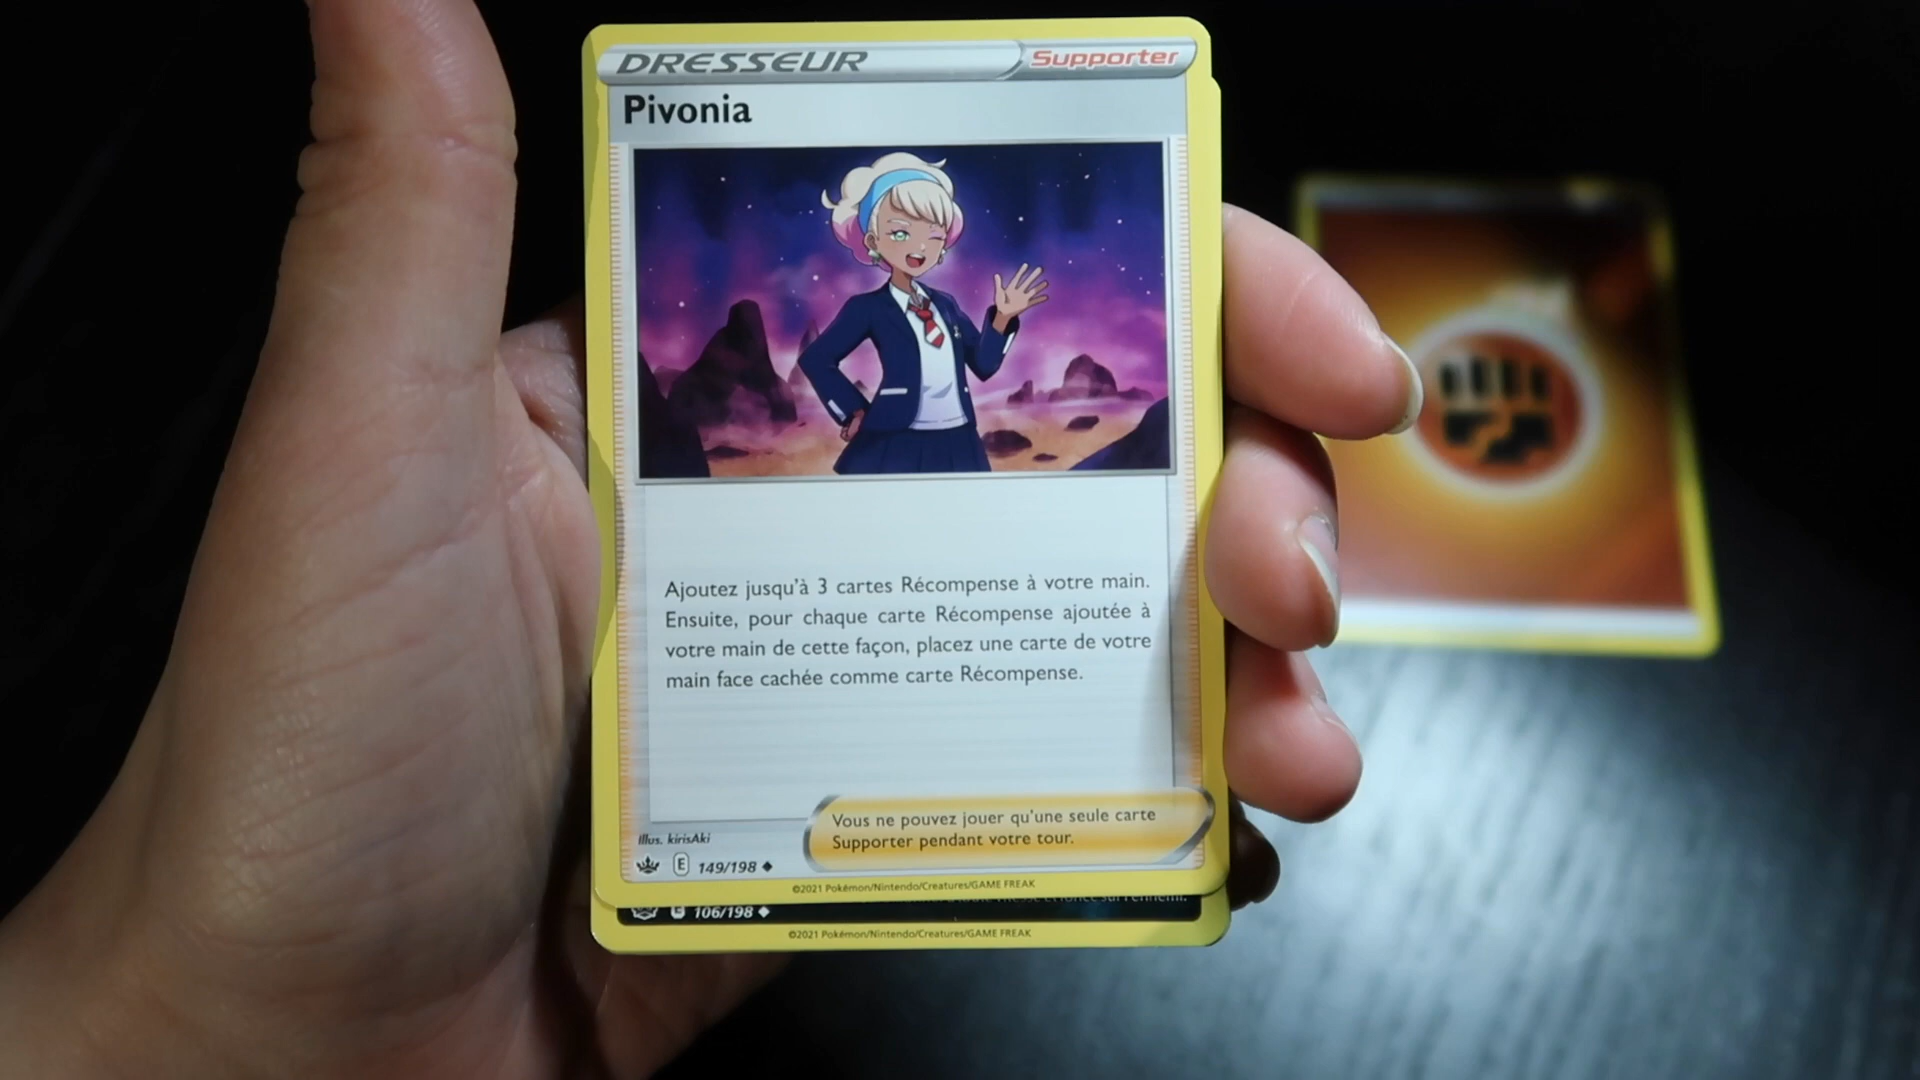 DRESSEUR Supporter
Pivonia
Ajoutez jusqu'à 3 cartes Récompense à votre main.
Ensuite, pour chaque carte Récompense ajoutée à
votre main de cette façon, placez une carte de votre
main face cachée comme carte Récompense.
Vous ne pouvez jouer qu'une seule carte
Supporter pendant votre tour.
Illus. kirisAki
E 149/198
©2021 Pokémon/Nintendo/Creatures/GAME FREAK
106/198
©2021 Pokémon/Nintendo/Creatures/GAME FREAK